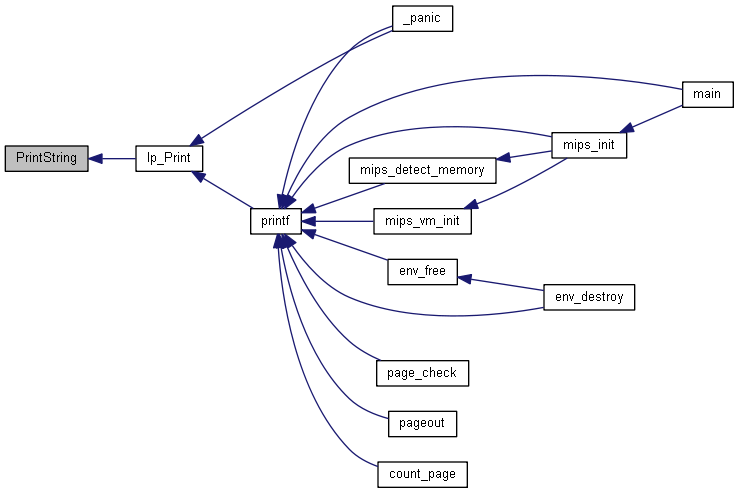 _panic
main
mips_init
PrintString
lp_Print
mips_detect_memory
printf
mips_vm_init
env_free
env_destroy
page_check
pageout
count_page